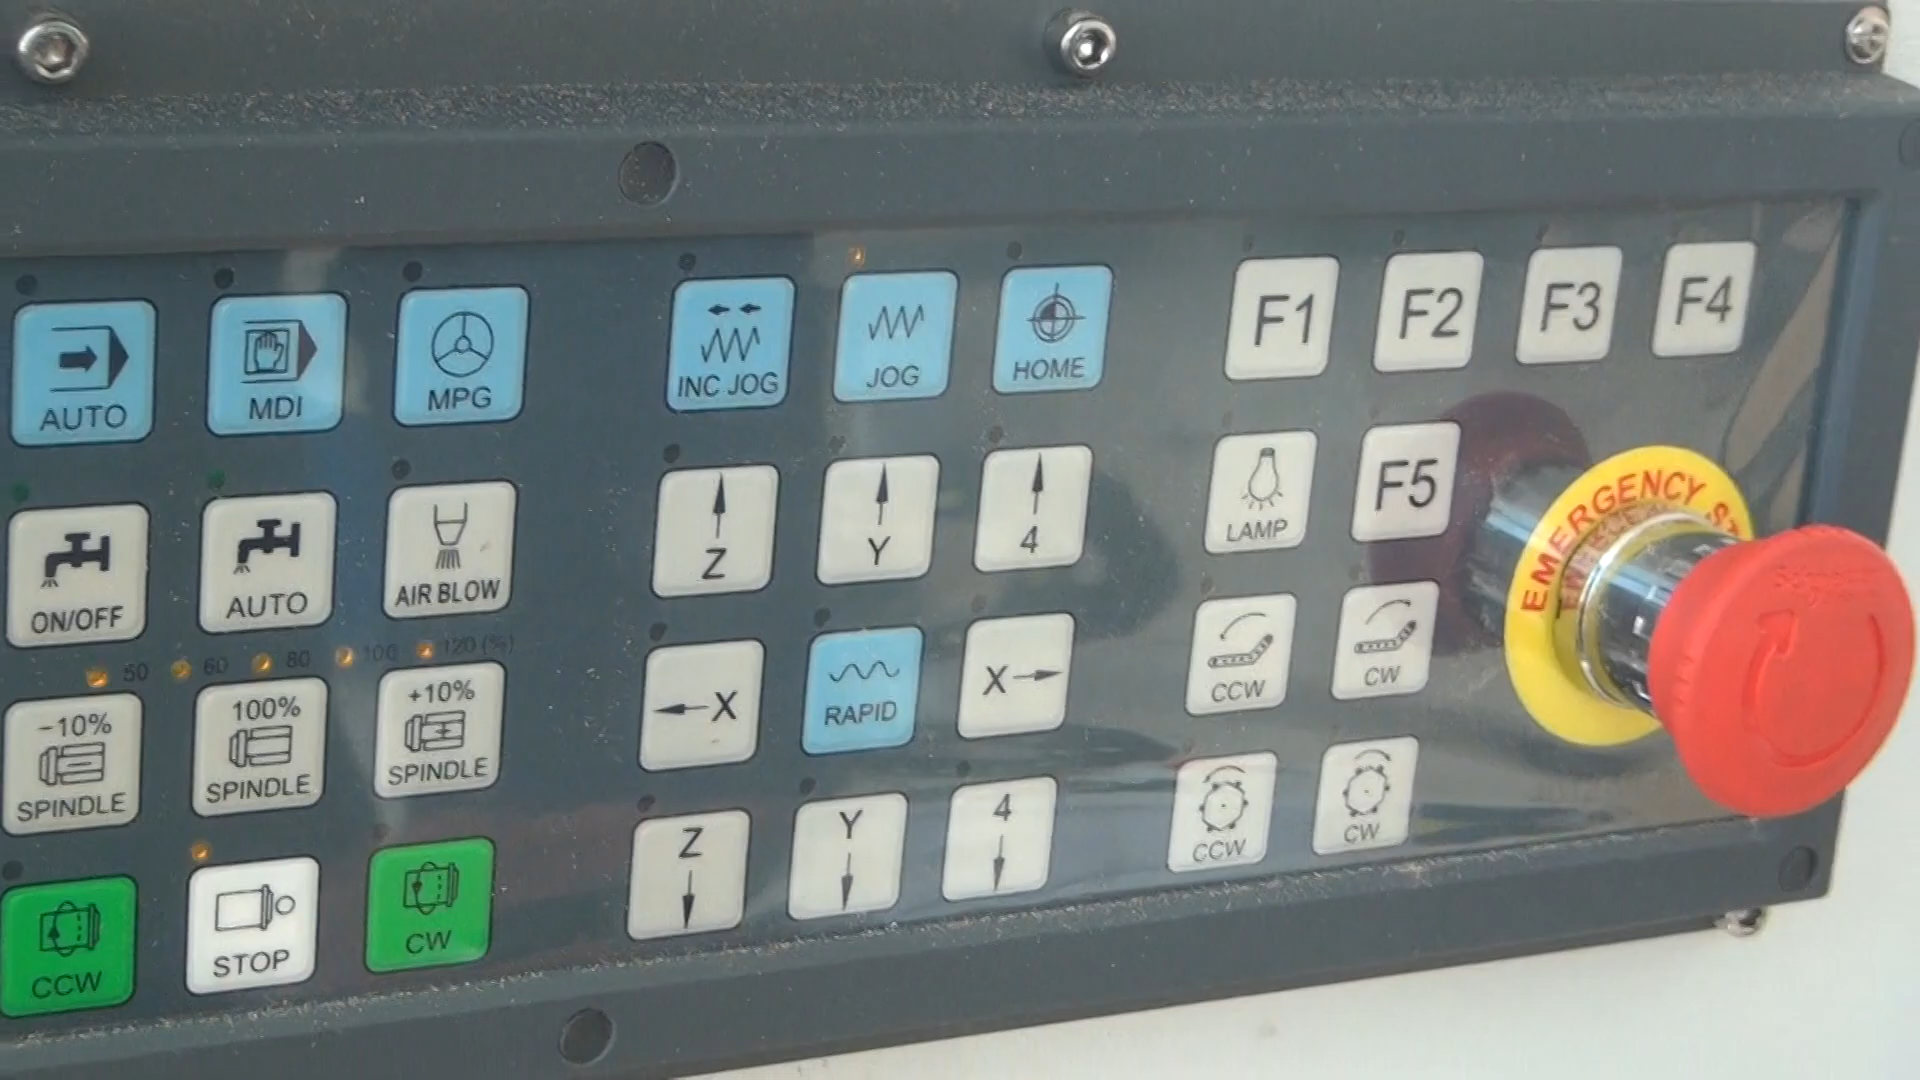 AUTO
MDI
MPG
INC JOG
JOG
HOME
F1
F2
F3
F4
ON/OFF
AUTO
AIR BLOW
Z
Y
4
LAMP
F5
EMERGENCY
50 60 80 100 120 (%)
-10%
SPINDLE
100%
SPINDLE
+10%
SPINDLE
X
RAPID
X
CCW
CW
CCW
STOP
CW
Z
Y
4
CCW
CW